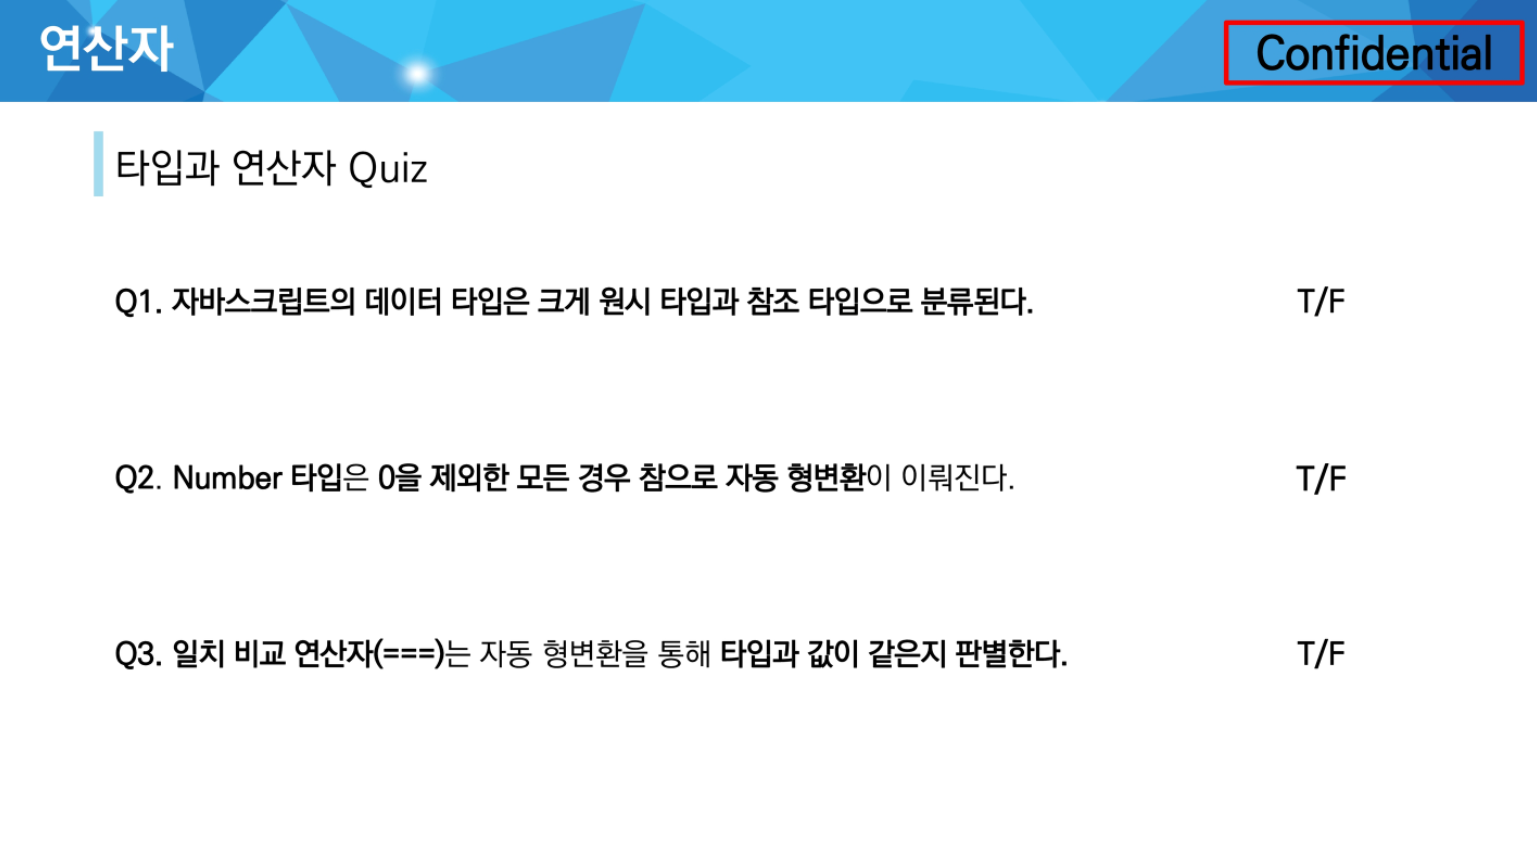 연산자
Confidential
타입과 연산자 Quiz
Q1. 자바스크립트의 데이터 타입은 크게 원시 타입과 참조 타입으로 분류된다. T/F
Q2. Number 타입은 0을 제외한 모든 경우 참으로 자동 형변환이 이뤄진다. T/F
Q3. 일치 비교 연산자(===)는 자동 형변환을 통해 타입과 값이 같은지 판별한다. T/F